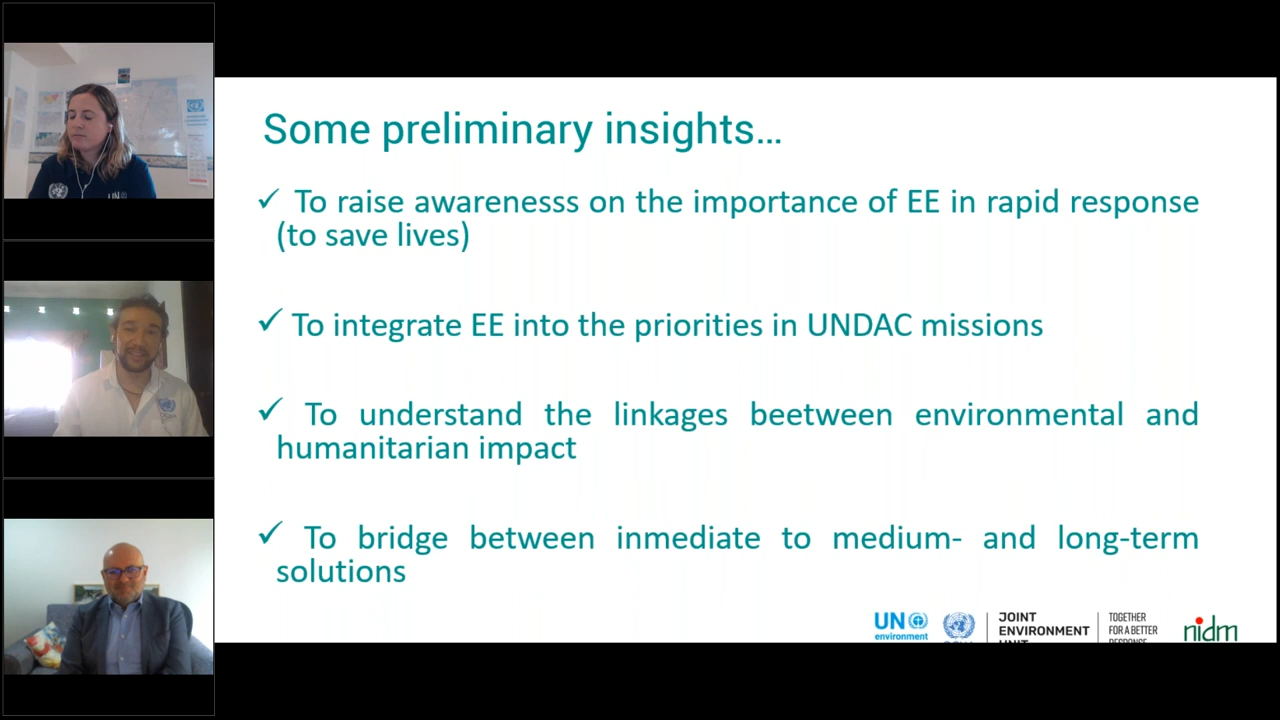 Some preliminary insights...
✓ To raise awarenesss on the importance of EE in rapid response
(to save lives)
✓ To integrate EE into the priorities in UNDAC missions
✓ To understand the linkages beetween environmental and
humanitarian impact
✓ To bridge between inmediate to medium- and long-term
solutions
UN
environment
JOINT
ENVIRONMENT
UNIT
TOGETHER
FOR A BETTER
RESPONSE
nidm